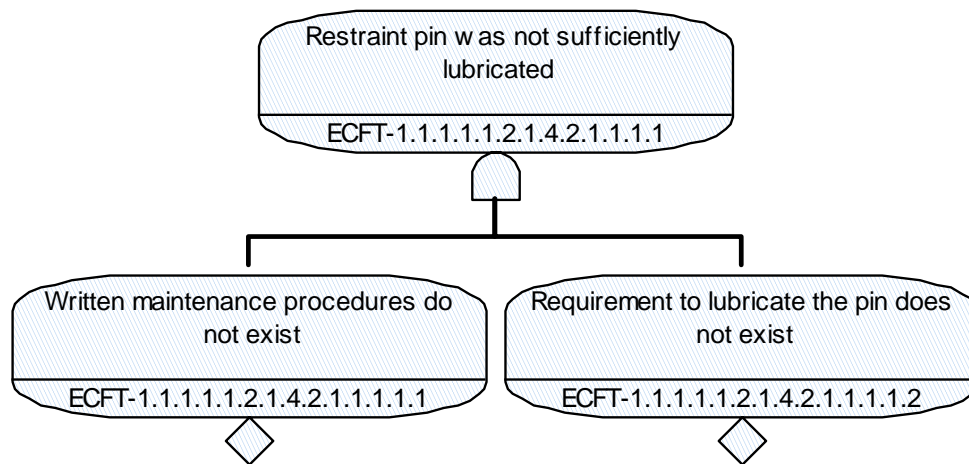 Restraint pin was not sufficiently
lubricated
ECFT-1.1.1.1.1.2.1.4.2.1.1.1.1
Written maintenance procedures do
not exist
ECFT-1.1.1.1.1.2.1.4.2.1.1.1.1.1
Requirement to lubricate the pin does
not exist
ECFT-1.1.1.1.1.2.1.4.2.1.1.1.1.2